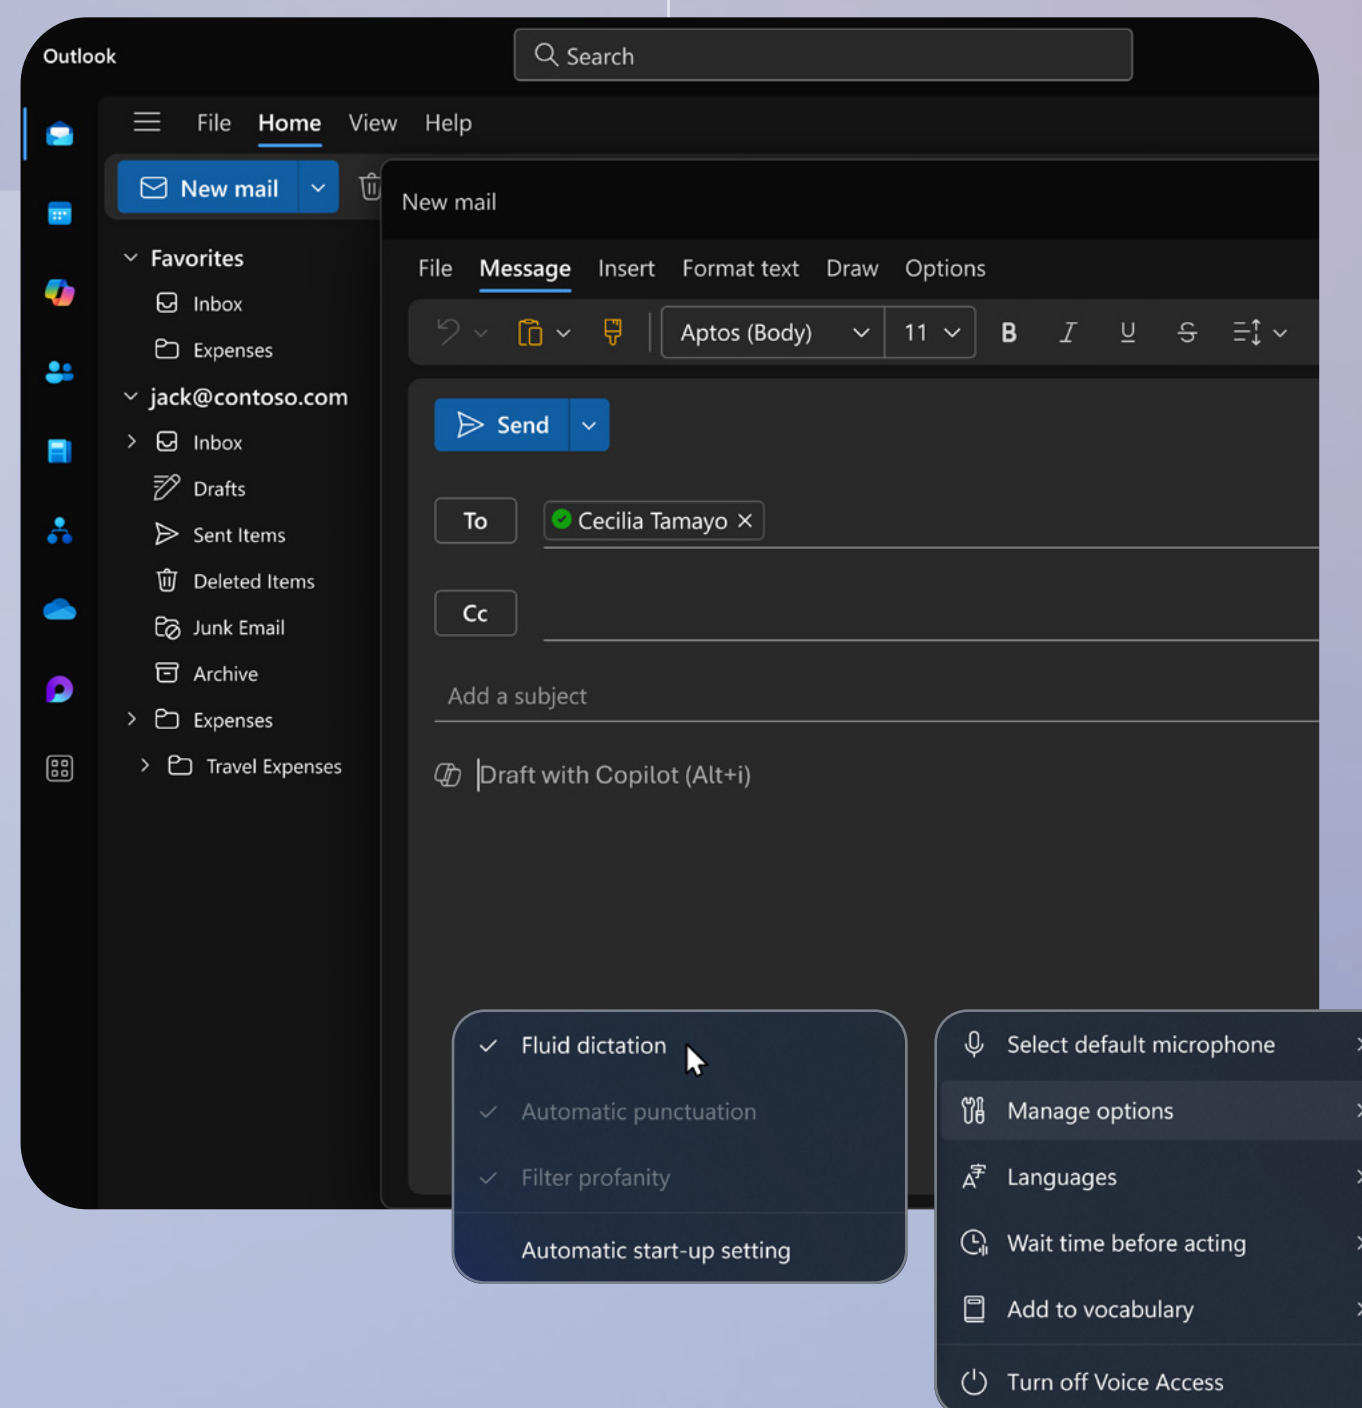 Outlook
Search
File Home View Help
New mail
Favorites
Inbox
Expenses
jack@contoso.com
Inbox
Drafts
Sent Items
Deleted Items
Junk Email
Archive
Expenses
Travel Expenses
New mail
File Message Insert Format text Draw Options
Aptos (Body) 11 B I U S
Send
To Cecilia Tamayo
Cc
Add a subject
Draft with Copilot (Alt+i)
Fluid dictation
Automatic punctuation
Filter profanity
Automatic start-up setting
Select default microphone
Manage options
Languages
Wait time before acting
Add to vocabulary
Turn off Voice Access